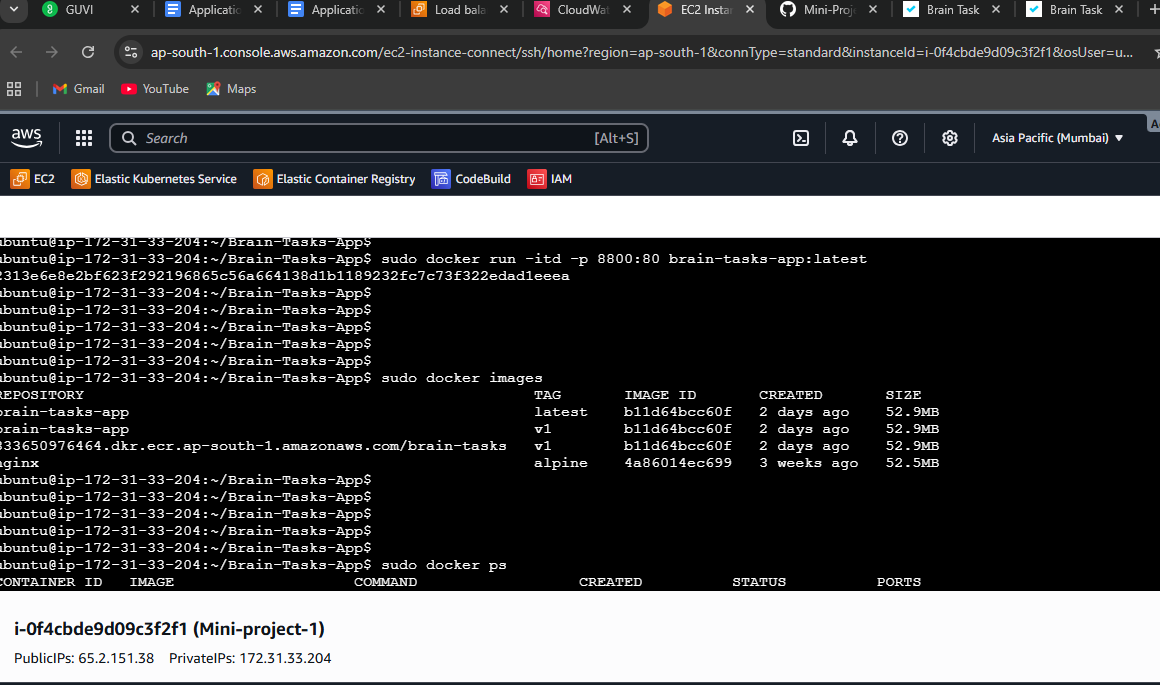 GUVI
Applicatio
Applicatio
Load bala
CloudWat
EC2 Instan
Mini-Proj
Brain Task
Brain Task
ap-south-1.console.aws.amazon.com/ec2-instance-connect/ssh/home?region=ap-south-1&connType=standard&instanceId=i-0f4cbde9d09c3f2f1&osUser=u...
Gmail YouTube Maps
aws Search [Alt+S] Asia Pacific (Mumbai)
EC2 Elastic Kubernetes Service Elastic Container Registry CodeBuild IAM
ubuntu@ip-172-31-33-204:~/Brain-Tasks-App$
ubuntu@ip-172-31-33-204:~/Brain-Tasks-App$ sudo docker run -itd -p 8800:80 brain-tasks-app:latest
2313e6e8e2bf623f292196865c56a664138d1b1189232fc7c73f322edad1eeea
ubuntu@ip-172-31-33-204:~/Brain-Tasks-App$
ubuntu@ip-172-31-33-204:~/Brain-Tasks-App$
ubuntu@ip-172-31-33-204:~/Brain-Tasks-App$
ubuntu@ip-172-31-33-204:~/Brain-Tasks-App$
ubuntu@ip-172-31-33-204:~/Brain-Tasks-App$
ubuntu@ip-172-31-33-204:~/Brain-Tasks-App$ sudo docker images
REPOSITORY TAG IMAGE ID CREATED SIZE
brain-tasks-app latest b11d64bcc60f 2 days ago 52.9MB
brain-tasks-app v1 b11d64bcc60f 2 days ago 52.9MB
833650976464.dkr.ecr.ap-south-1.amazonaws.com/brain-tasks v1 b11d64bcc60f 2 days ago 52.9MB
nginx alpine 4a86014ec699 3 weeks ago 52.5MB
ubuntu@ip-172-31-33-204:~/Brain-Tasks-App$
ubuntu@ip-172-31-33-204:~/Brain-Tasks-App$
ubuntu@ip-172-31-33-204:~/Brain-Tasks-App$
ubuntu@ip-172-31-33-204:~/Brain-Tasks-App$
ubuntu@ip-172-31-33-204:~/Brain-Tasks-App$
ubuntu@ip-172-31-33-204:~/Brain-Tasks-App$ sudo docker ps
CONTAINER ID IMAGE COMMAND CREATED STATUS PORTS
i-0f4cbde9d09c3f2f1 (Mini-project-1)
PublicIPs: 65.2.151.38 PrivateIPs: 172.31.33.204